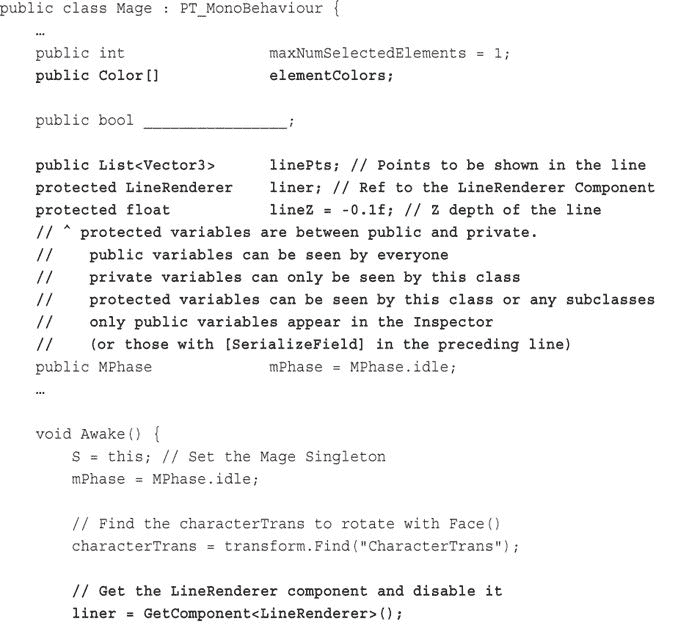 public class Mage : PT_MonoBehaviour {
    …
    public int                maxNumSelectedElements = 1;
    public Color[]            elementColors;

    public bool ________________;

    public List<Vector3>      linePts; // Points to be shown in the line
    protected LineRenderer    liner; // Ref to the LineRenderer Component
    protected float           lineZ = -0.1f; // Z depth of the line
    // ^ protected variables are between public and private.
    //    public variables can be seen by everyone
    //    private variables can only be seen by this class
    //    protected variables can be seen by this class or any subclasses
    //    only public variables appear in the Inspector
    //    (or those with [SerializeField] in the preceding line)
    public MPhase             mPhase = MPhase.idle;
    …

    void Awake() {
        S = this; // Set the Mage Singleton
        mPhase = MPhase.idle;

        // Find the characterTrans to rotate with Face()
        characterTrans = transform.Find("CharacterTrans");

        // Get the LineRenderer component and disable it
        liner = GetComponent<LineRenderer>();